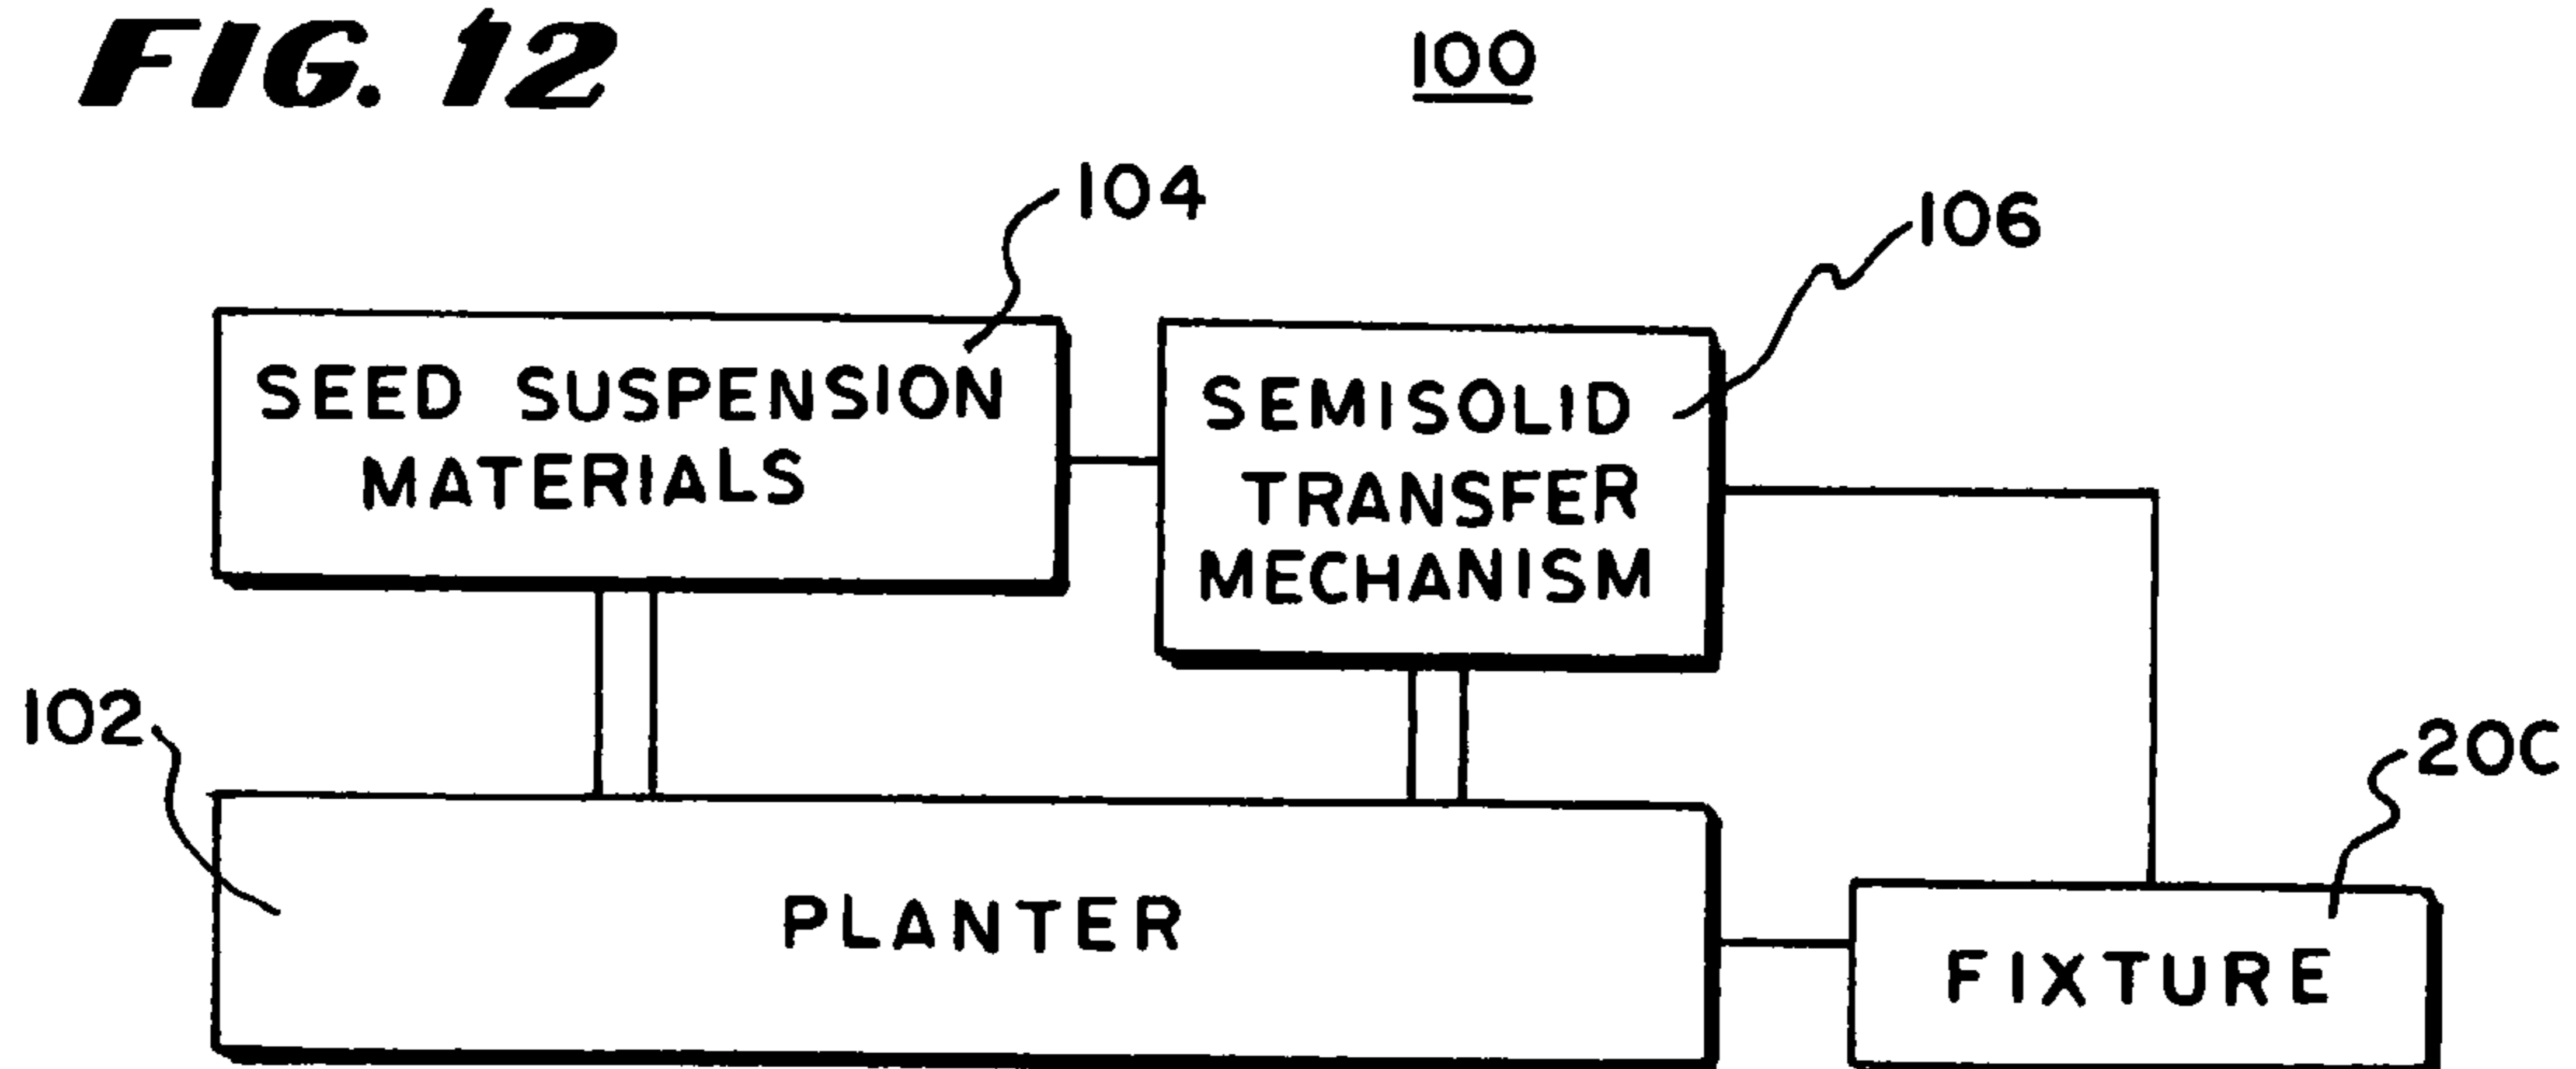 FIG. 12
100
104
106
SEED SUSPENSION
MATERIALS
SEMISOLID
TRANSFER
MECHANISM
102
20C
PLANTER
FIXTURE